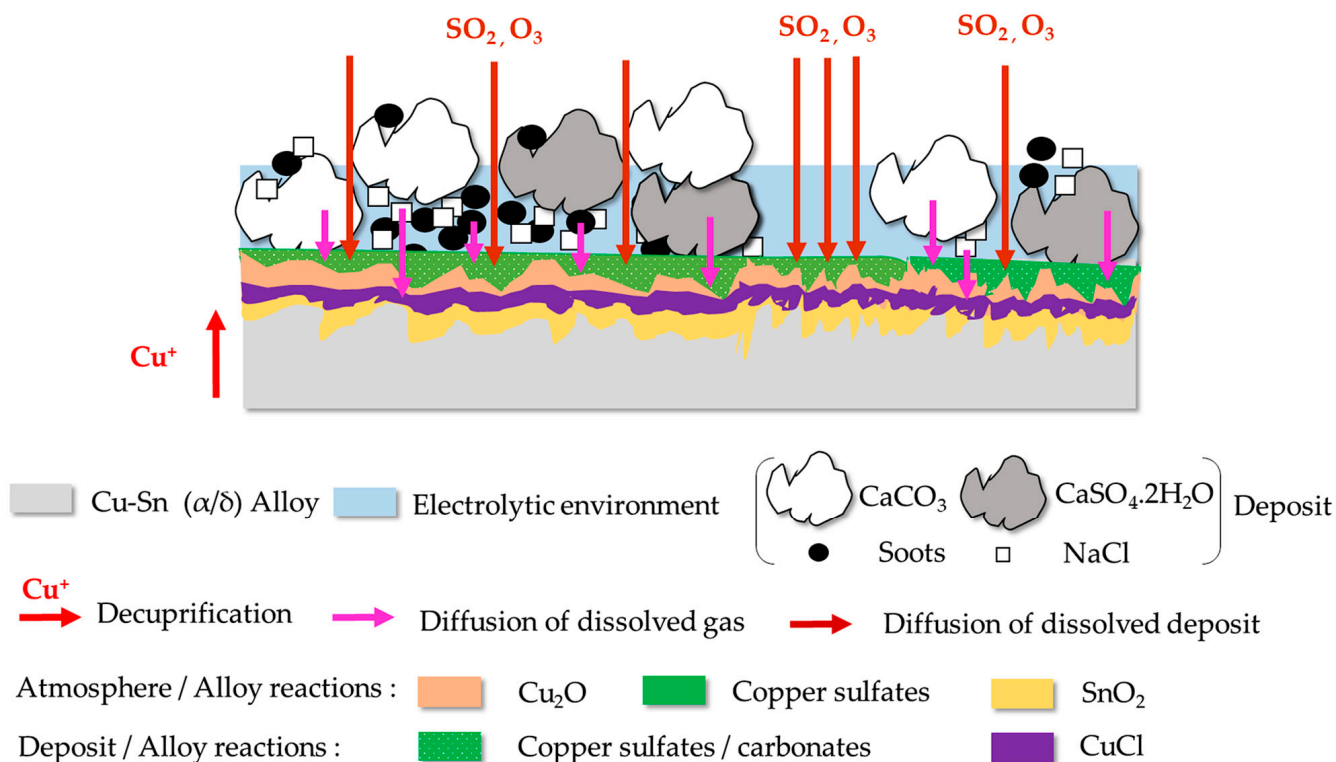 SO₂, O₃ SO₂, O₃ SO₂, O₃
Cu⁺
Cu-Sn (α/δ) Alloy Electrolytic environment CaCO₃ CaSO₄.2H₂O Deposit
Soots NaCl
Cu⁺
Decuprification Diffusion of dissolved gas Diffusion of dissolved deposit
Atmosphere / Alloy reactions : Cu₂O Copper sulfates SnO₂
Deposit / Alloy reactions : Copper sulfates / carbonates CuCl